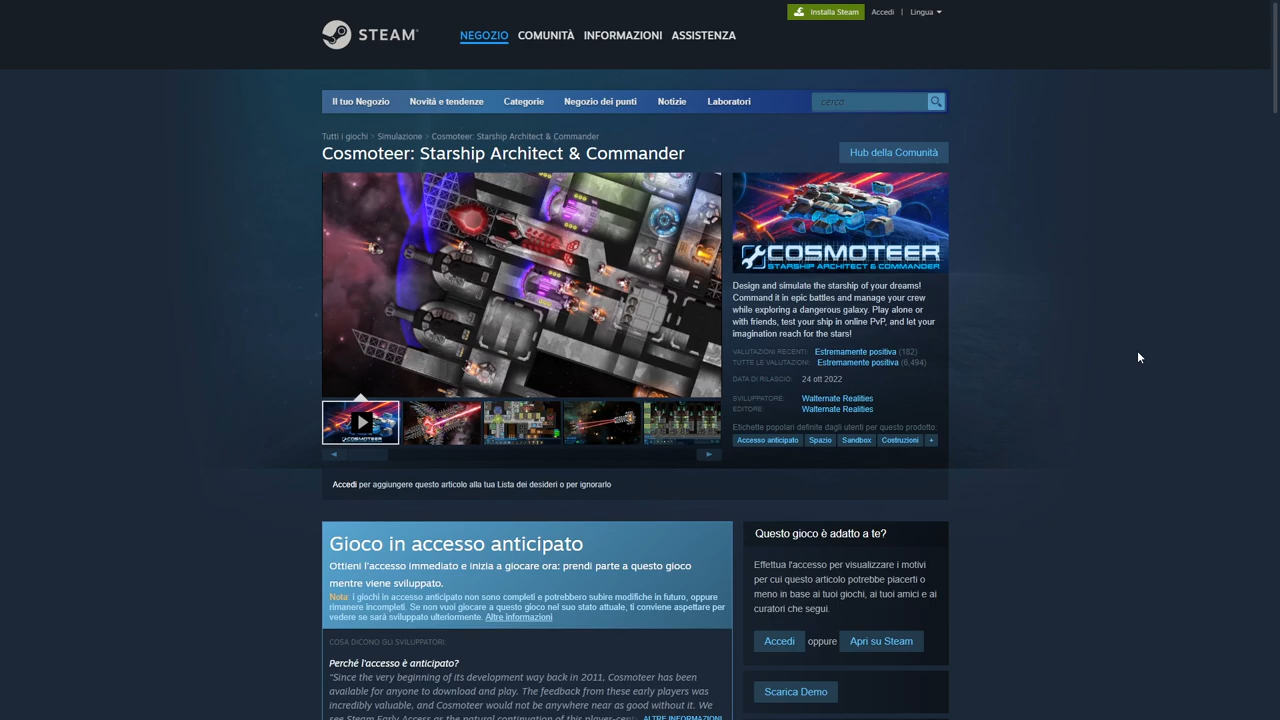 Installa Steam
Accedi | Lingua
STEAM
NEGOZIO COMUNITÀ INFORMAZIONI ASSISTENZA
Il tuo Negozio Novità e tendenze Categorie Negozio dei punti Notizie Laboratori
cerca
Tutti i giochi > Simulazione > Cosmoteer: Starship Architect & Commander
Cosmoteer: Starship Architect & Commander
Hub della Comunità
COSMOTEER
STARSHIP ARCHITECT & COMMANDER
Design and simulate the starship of your dreams!
Command it in epic battles and manage your crew
while exploring a dangerous galaxy. Play alone or
with friends, test your ship in online PvP, and let your
imagination reach for the stars!
VALUTAZIONI RECENTI: Estremamente positiva (182)
TUTTE LE VALUTAZIONI: Estremamente positiva (6,494)
DATA DI RILASCIO: 24 ott 2022
SVILUPPATORE: Walternate Realities
EDITORE: Walternate Realities
Etichette popolari definite dagli utenti per questo prodotto:
Accesso anticipato Spazio Sandbox Costruzioni +
Accedi per aggiungere questo articolo alla tua Lista dei desideri o per ignorarlo
Gioco in accesso anticipato
Ottieni l'accesso immediato e inizia a giocare ora: prendi parte a questo gioco
mentre viene sviluppato.
Nota: i giochi in accesso anticipato non sono completi e potrebbero subire modifiche in futuro, oppure
rimanere incompleti. Se non vuoi giocare a questo gioco nel suo stato attuale, ti conviene aspettare per
vedere se sarà sviluppato ulteriormente. Altre informazioni
COSA DICONO GLI SVILUPPATORI:
Perché l'accesso è anticipato?
“Since the very beginning of its development way back in 2011, Cosmoteer has been
available for anyone to download and play. The feedback from these early players was
incredibly valuable, and Cosmoteer would not be anywhere near as good without it. We
see Steam Early Access as the natural continuation of this player-cent ALTRE INFORMAZIONI
Questo gioco è adatto a te?
Effettua l'accesso per visualizzare i motivi
per cui questo articolo potrebbe piacerti o
meno in base ai tuoi giochi, ai tuoi amici e ai
curatori che segui.
Accedi oppure Apri su Steam
Scarica Demo